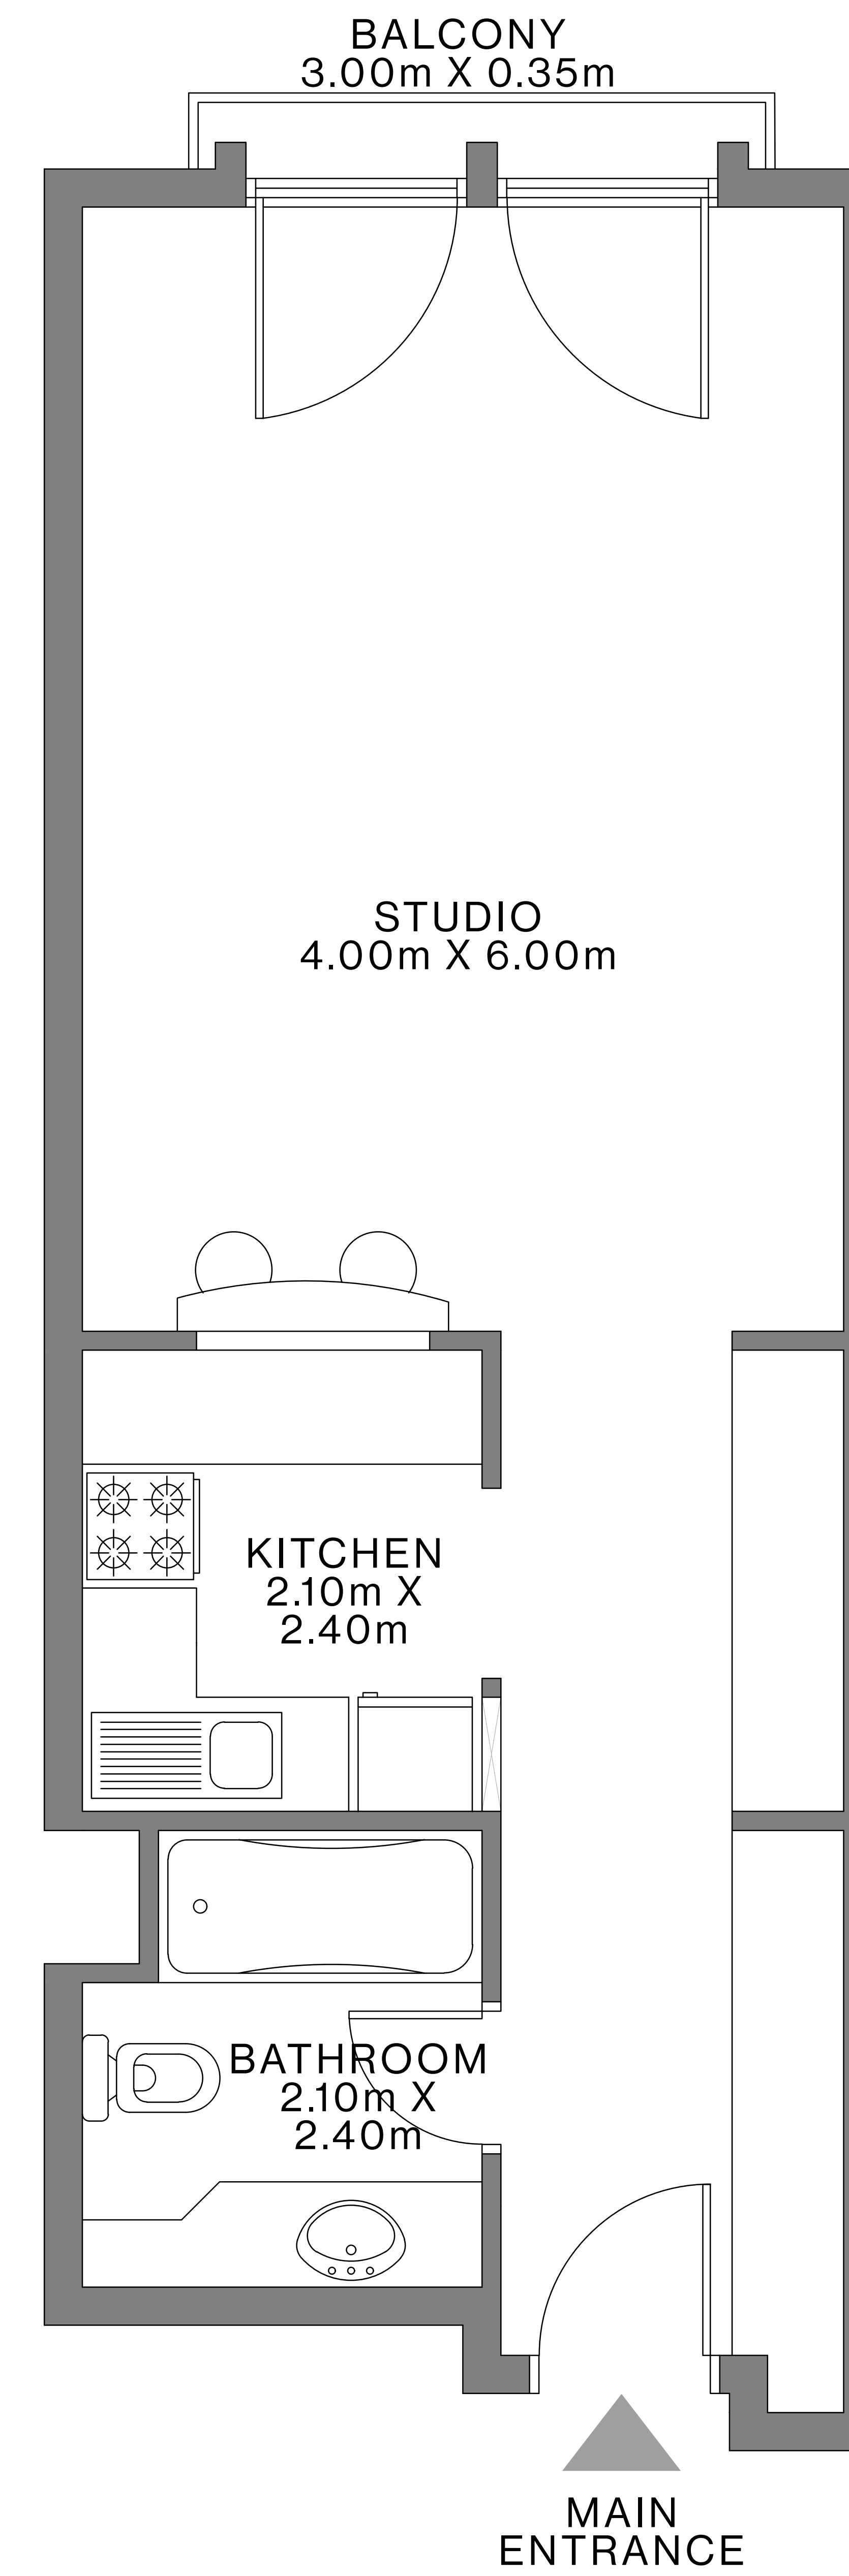 BALCONY
3.00m X 0.35m
STUDIO
4.00m X 6.00m
KITCHEN
2.10m X
2.40m
BATHROOM
2.10m X
2.40m
MAIN
ENTRANCE